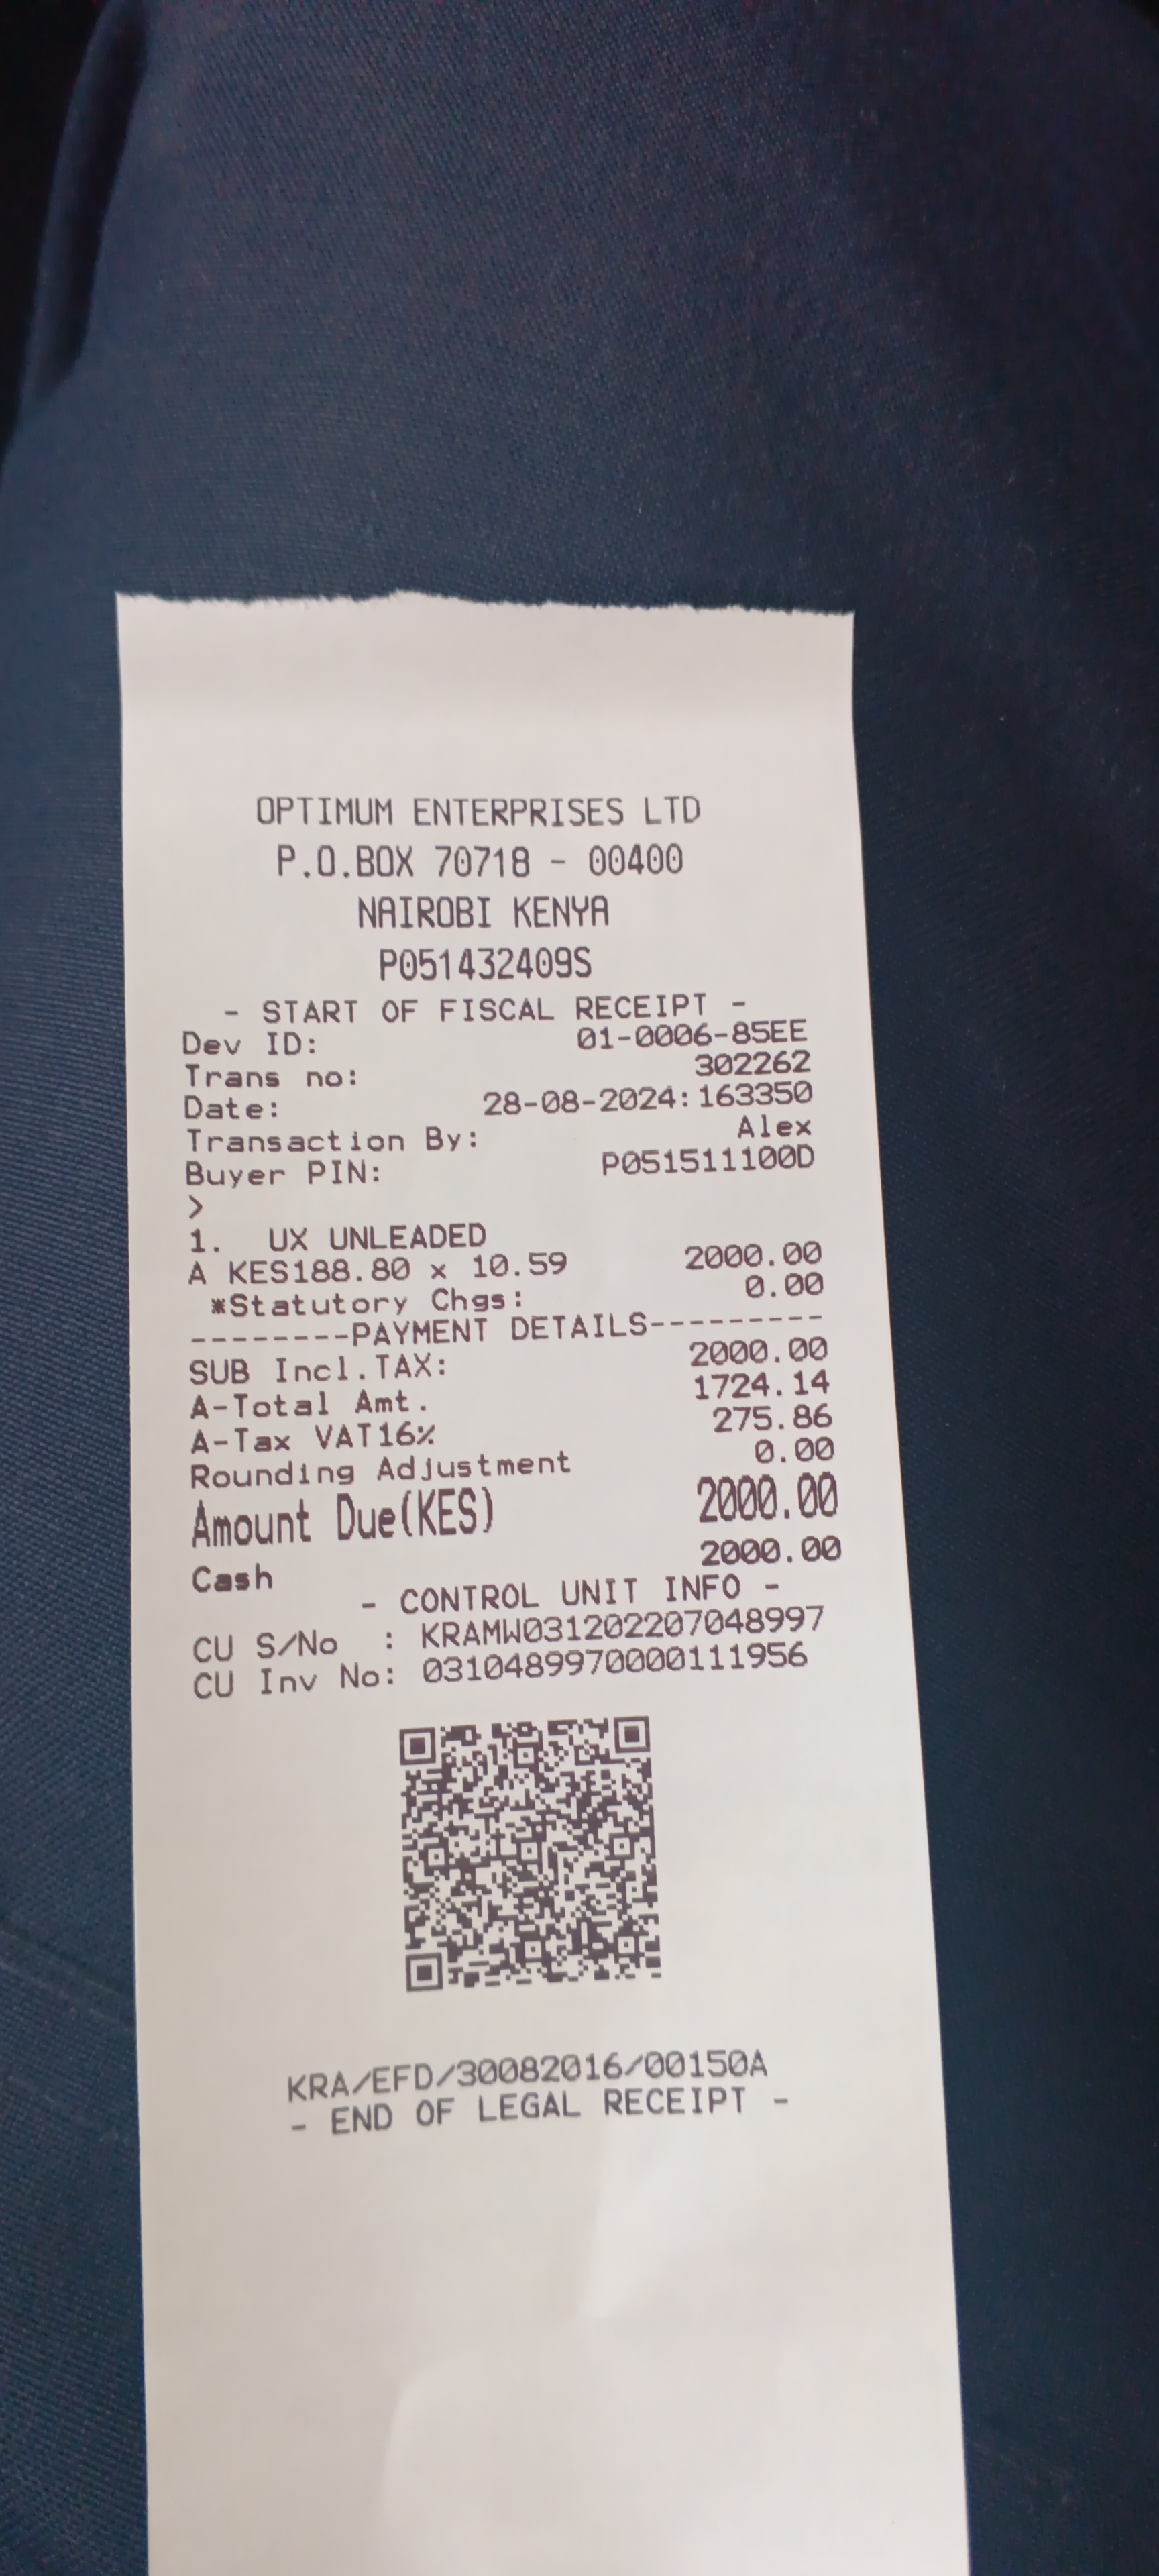 OPTIMUM ENTERPRISES LTD
P.O.BOX 70718 - 00400
NAIROBI KENYA
P051432409S
- START OF FISCAL RECEIPT -
Dev ID: 01-0006-85EE
Trans no: 302262
Date: 28-08-2024:163350
Transaction By: Alex
Buyer PIN: P051511100D
>
1. UX UNLEADED
A KES188.80 x 10.59 2000.00
*Statutory Chgs: 0.00
--------PAYMENT DETAILS---------
SUB Incl.TAX: 2000.00
A-Total Amt. 1724.14
A-Tax VAT16% 275.86
Rounding Adjustment 0.00
Amount Due(KES) 2000.00
Cash 2000.00
- CONTROL UNIT INFO -
CU S/No : KRAMW031202207048997
CU Inv No: 0310489970000111956
KRA/EFD/30082016/00150A
- END OF LEGAL RECEIPT -